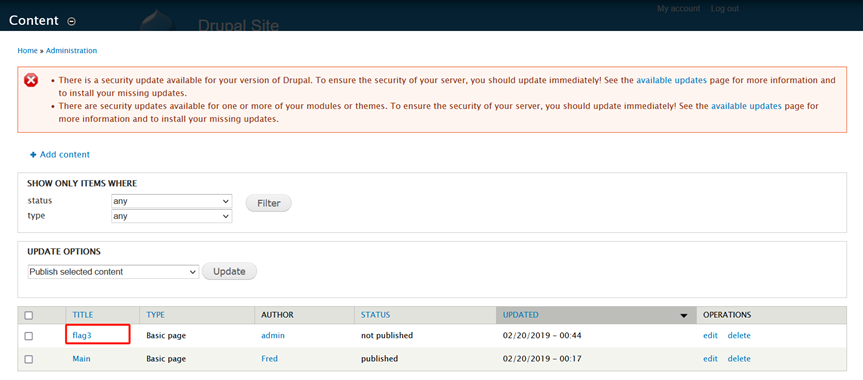 My account Log out
Content
Drupal Site
Home » Administration
• There is a security update available for your version of Drupal. To ensure the security of your server, you should update immediately! See the available updates page for more information and
to install your missing updates.
• There are security updates available for one or more of your modules or themes. To ensure the security of your server, you should update immediately! See the available updates page for
more information and to install your missing updates.
+ Add content
SHOW ONLY ITEMS WHERE
status any
Filter
type any
UPDATE OPTIONS
Publish selected content Update
TITLE TYPE AUTHOR STATUS UPDATED OPERATIONS
flag3 Basic page admin not published 02/20/2019 - 00:44 edit delete
Main Basic page Fred published 02/20/2019 - 00:17 edit delete